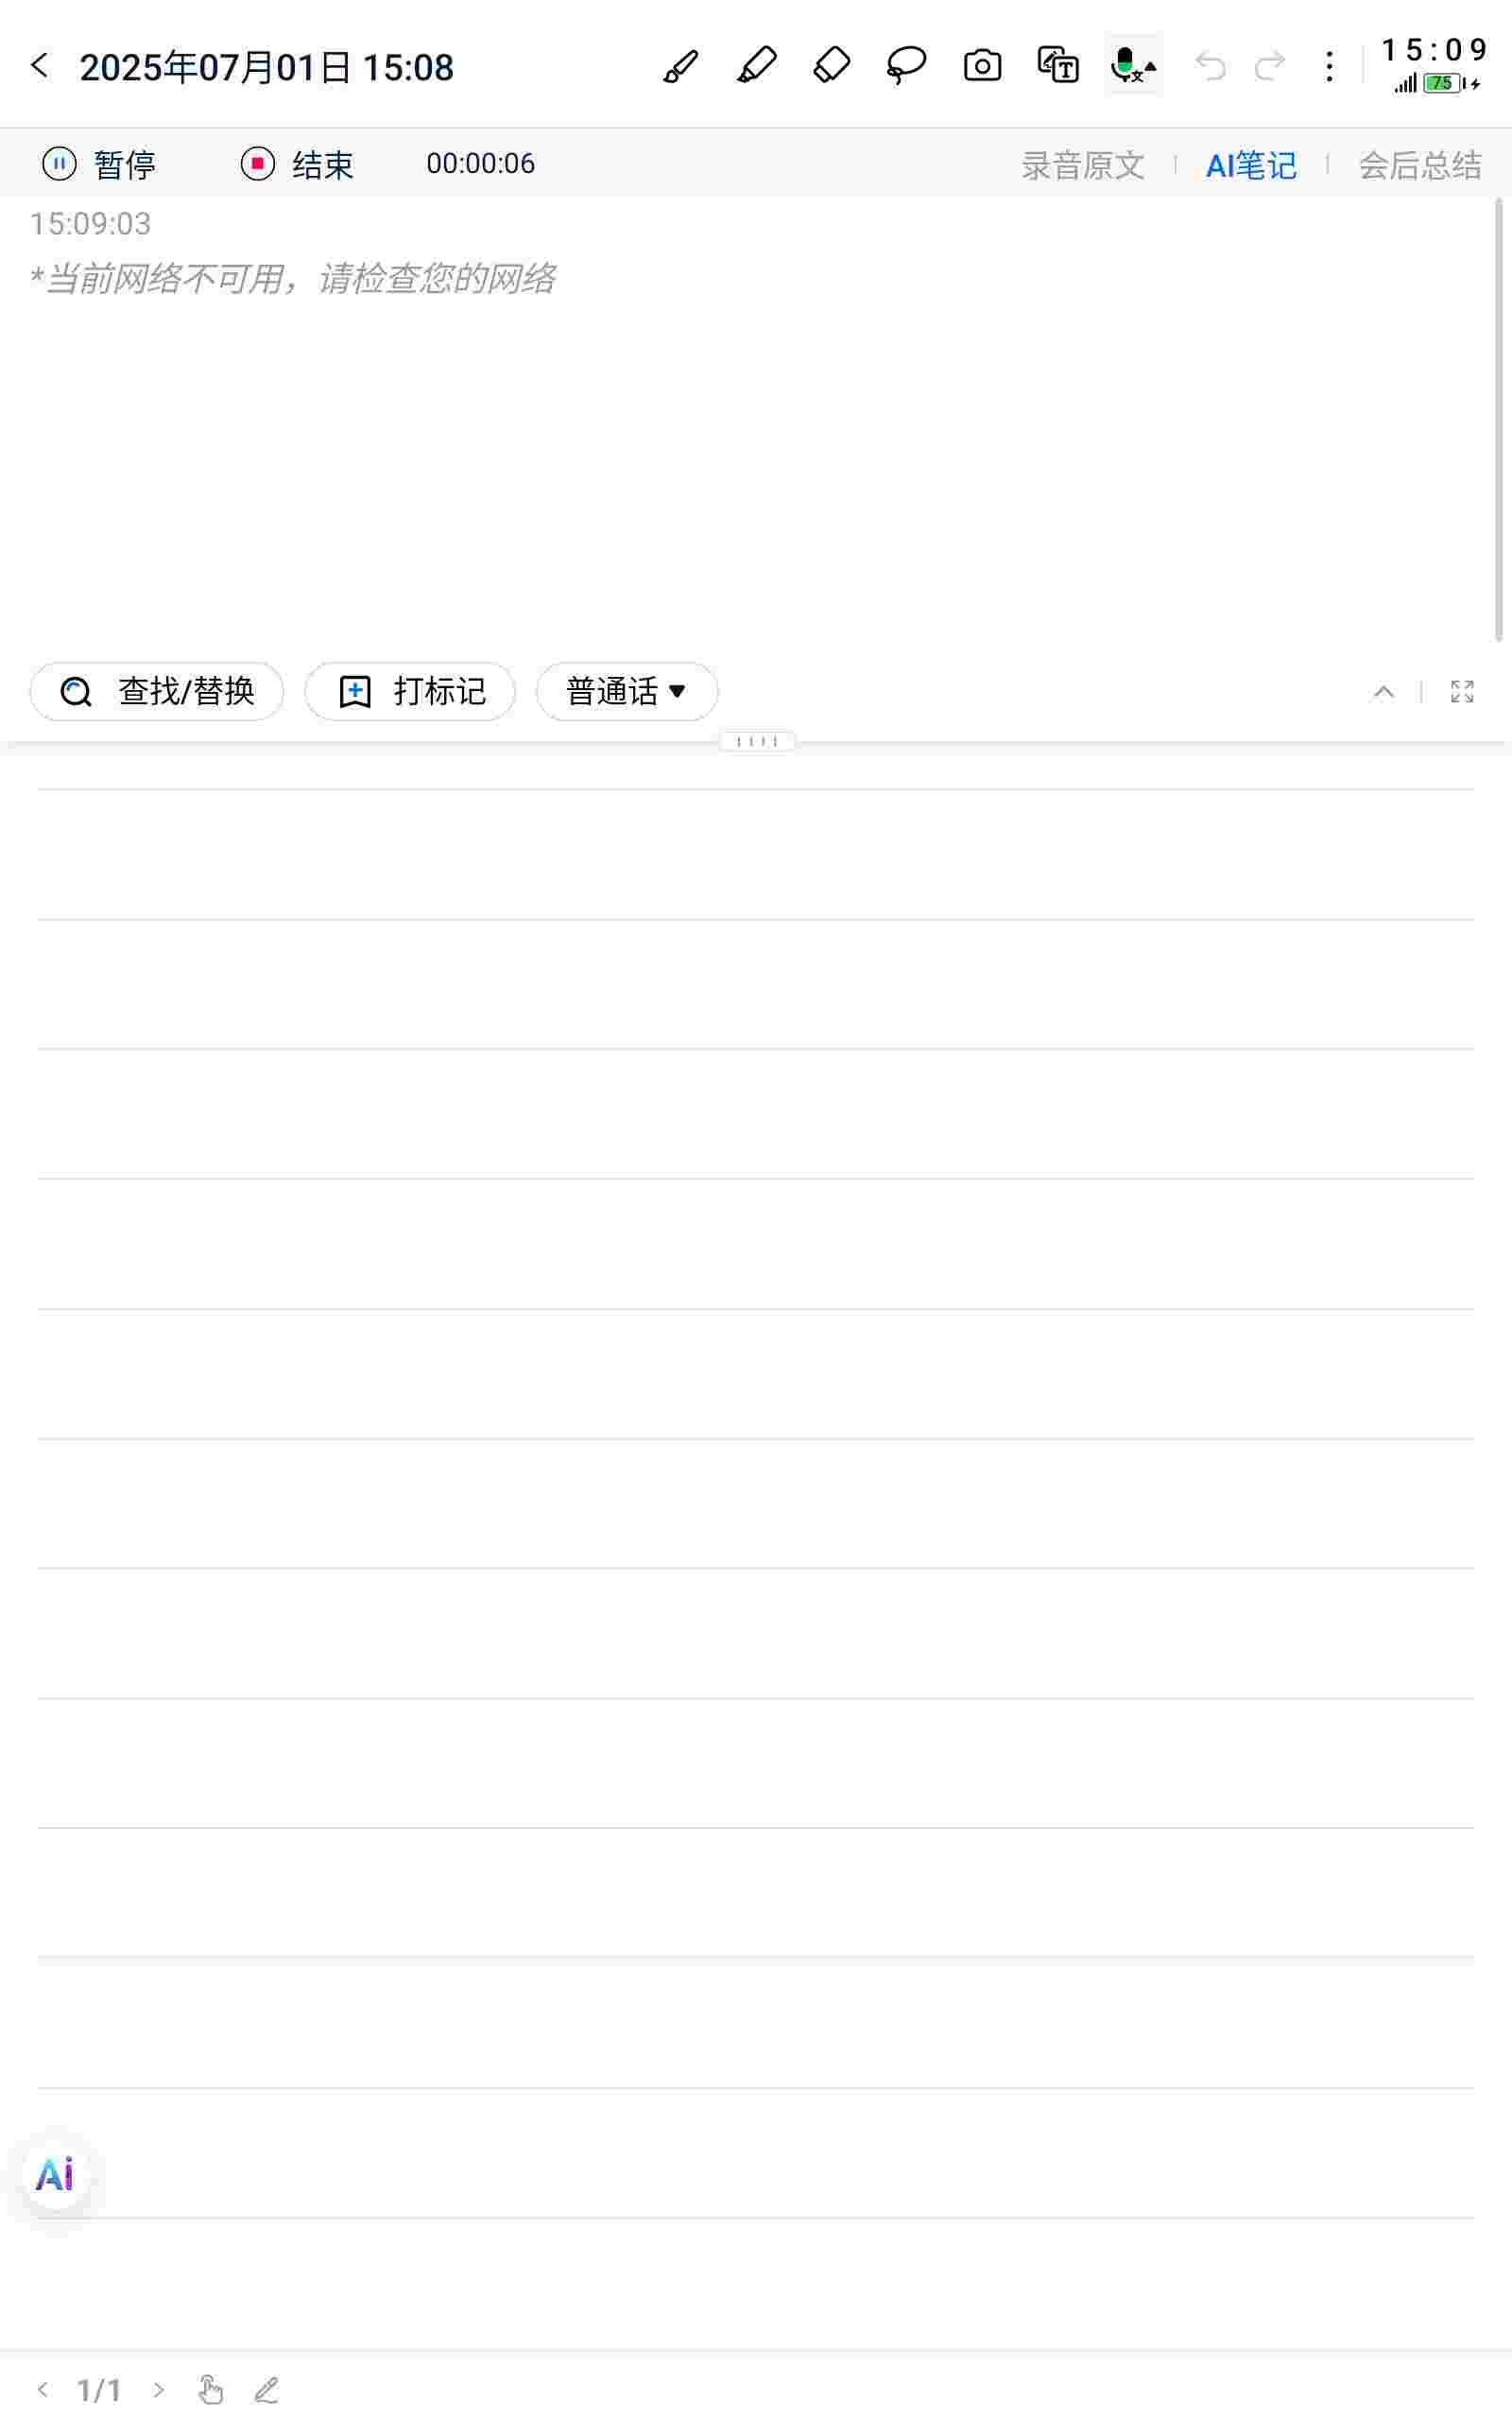 2025年07月01日 15:08
15:09
75
暂停 结束 00:00:06 录音原文 AI笔记 会后总结
15:09:03
*当前网络不可用，请检查您的网络
查找/替换 打标记 普通话
Ai
1/1